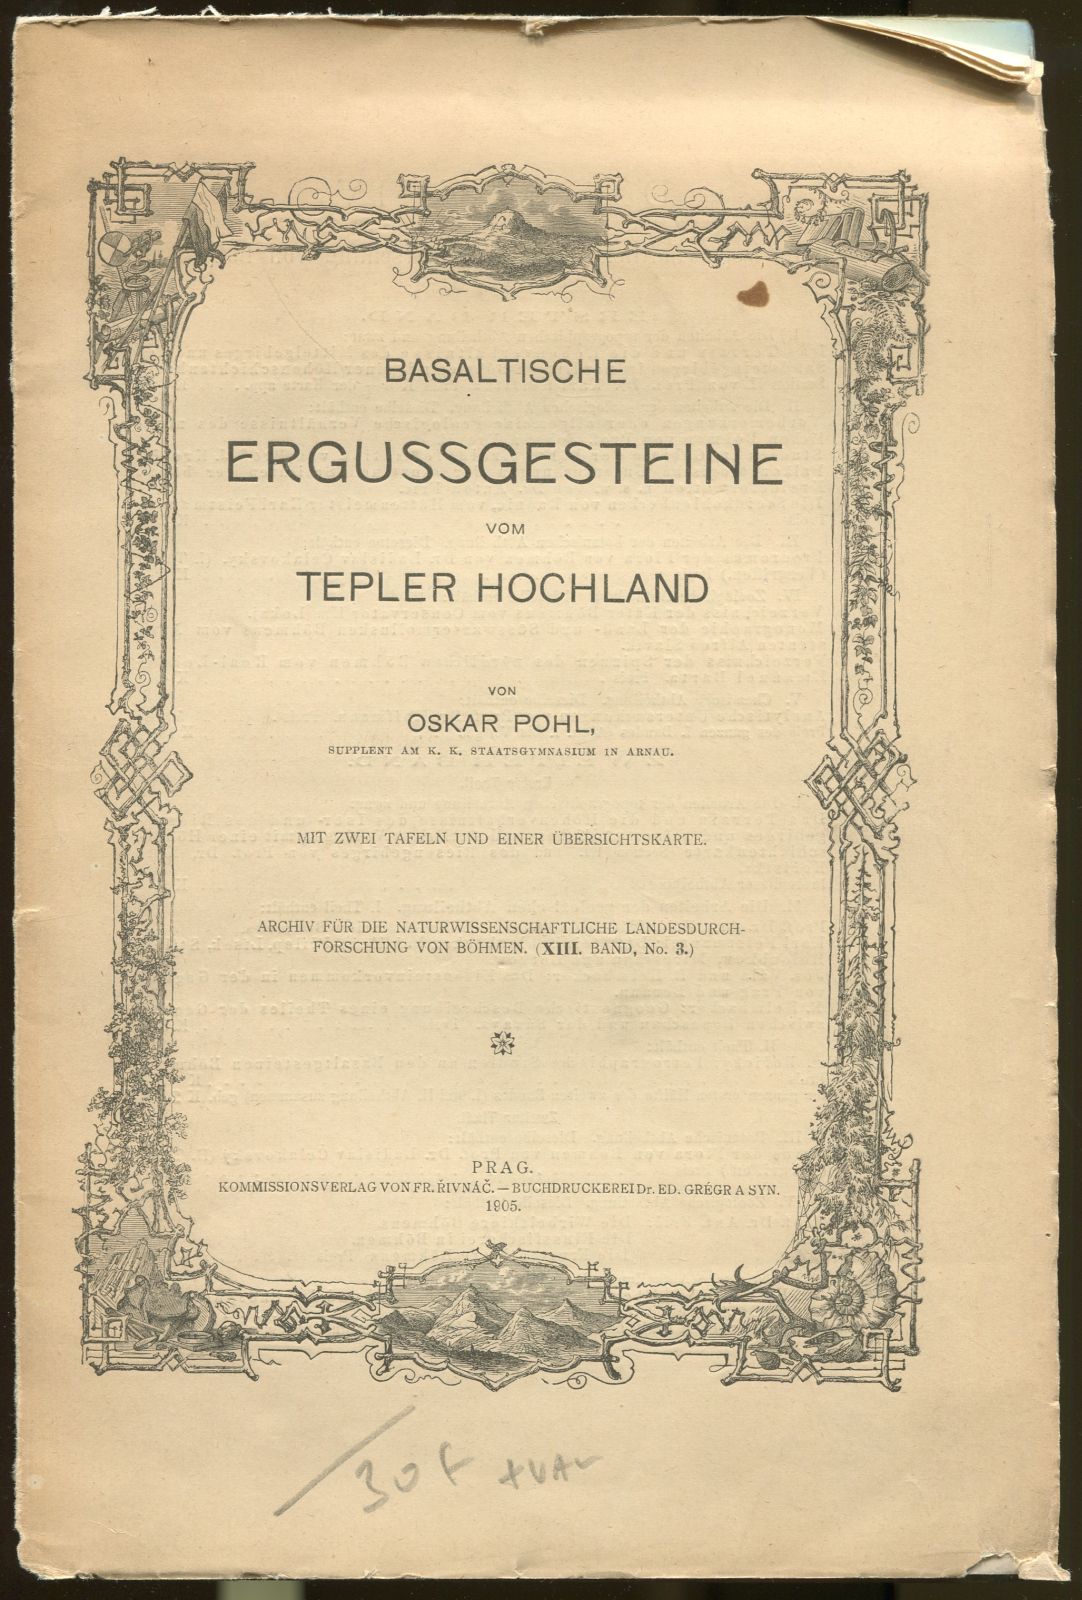 BASALTISCHE
ERGUSSGESTEINE
VOM
TEPLER HOCHLAND
VON
OSKAR POHL,
SUPPLENT AM K. K. STAATSGYMNASIUM IN ARNAU.
MIT ZWEI TAFELN UND EINER ÜBERSICHTSKARTE.
ARCHIV FÜR DIE NATURWISSENSCHAFTLICHE LANDESDURCH-
FORSCHUNG VON BÖHMEN. (XIII. BAND, No. 3.)
PRAG.
KOMMISSIONSVERLAG VON FR. ŘIVNÁČ. – BUCHDRUCKEREI Dr. ED. GRÉGR A SYN.
1905.
30